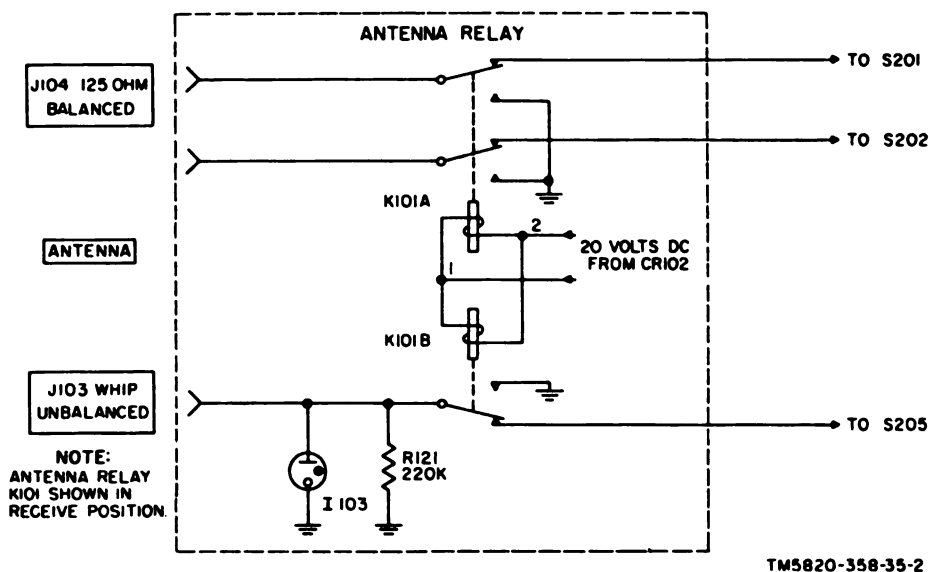 ANTENNA RELAY
J104 125 OHM
BALANCED
TO S201
TO S202
K101A
2
20 VOLTS DC
FROM CR102
ANTENNA
1
K101B
J103 WHIP
UNBALANCED
TO S205
NOTE:
ANTENNA RELAY
K101 SHOWN IN
RECEIVE POSITION.
R121
220K
I 103
TM5820-358-35-2